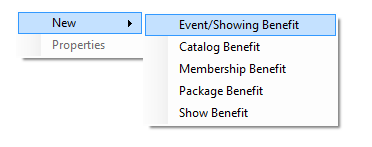 New
Properties
Event/Showing Benefit
Catalog Benefit
Membership Benefit
Package Benefit
Show Benefit